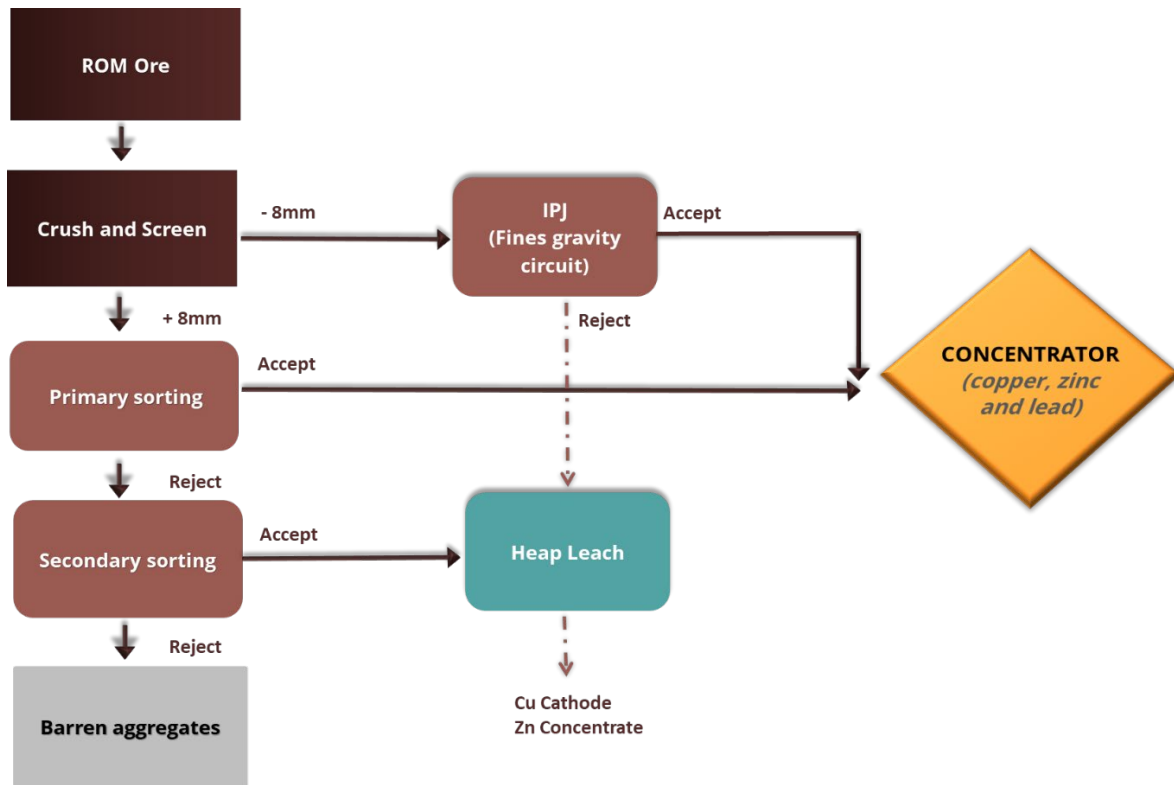 ROM Ore
Crush and Screen
- 8mm
IPJ
(Fines gravity
circuit)
Accept
+ 8mm
Reject
Primary sorting
Accept
CONCENTRATOR
(copper, zinc
and lead)
Reject
Secondary sorting
Accept
Heap Leach
Reject
Barren aggregates
Cu Cathode
Zn Concentrate